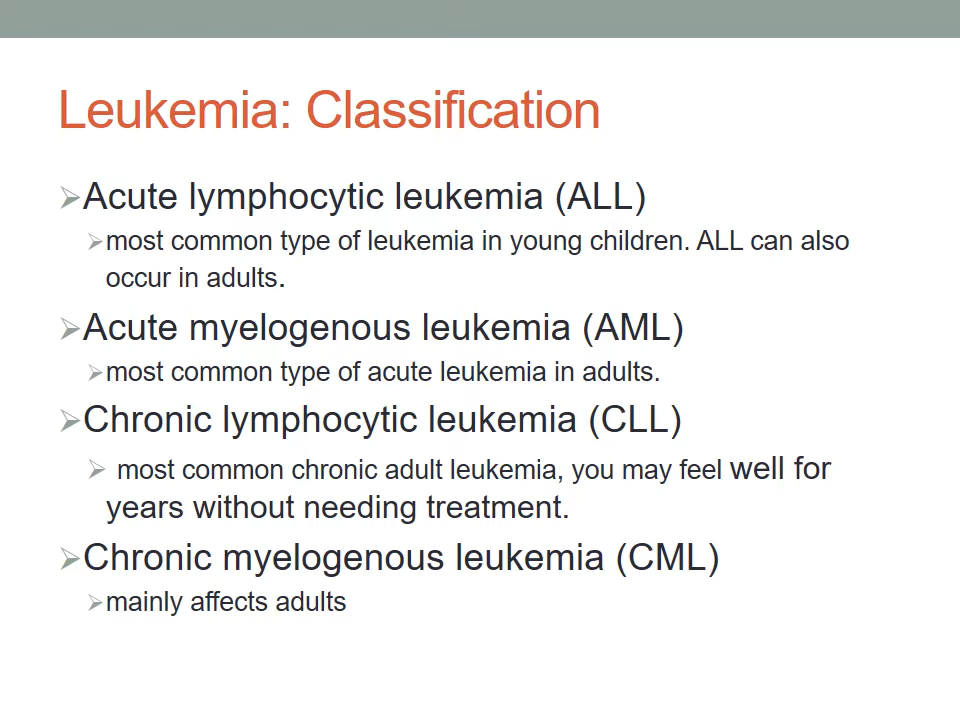 Leukemia: Classification
Acute lymphocytic leukemia (ALL)
most common type of leukemia in young children. ALL can also
occur in adults.
Acute myelogenous leukemia (AML)
most common type of acute leukemia in adults.
Chronic lymphocytic leukemia (CLL)
most common chronic adult leukemia, you may feel well for
years without needing treatment.
Chronic myelogenous leukemia (CML)
mainly affects adults